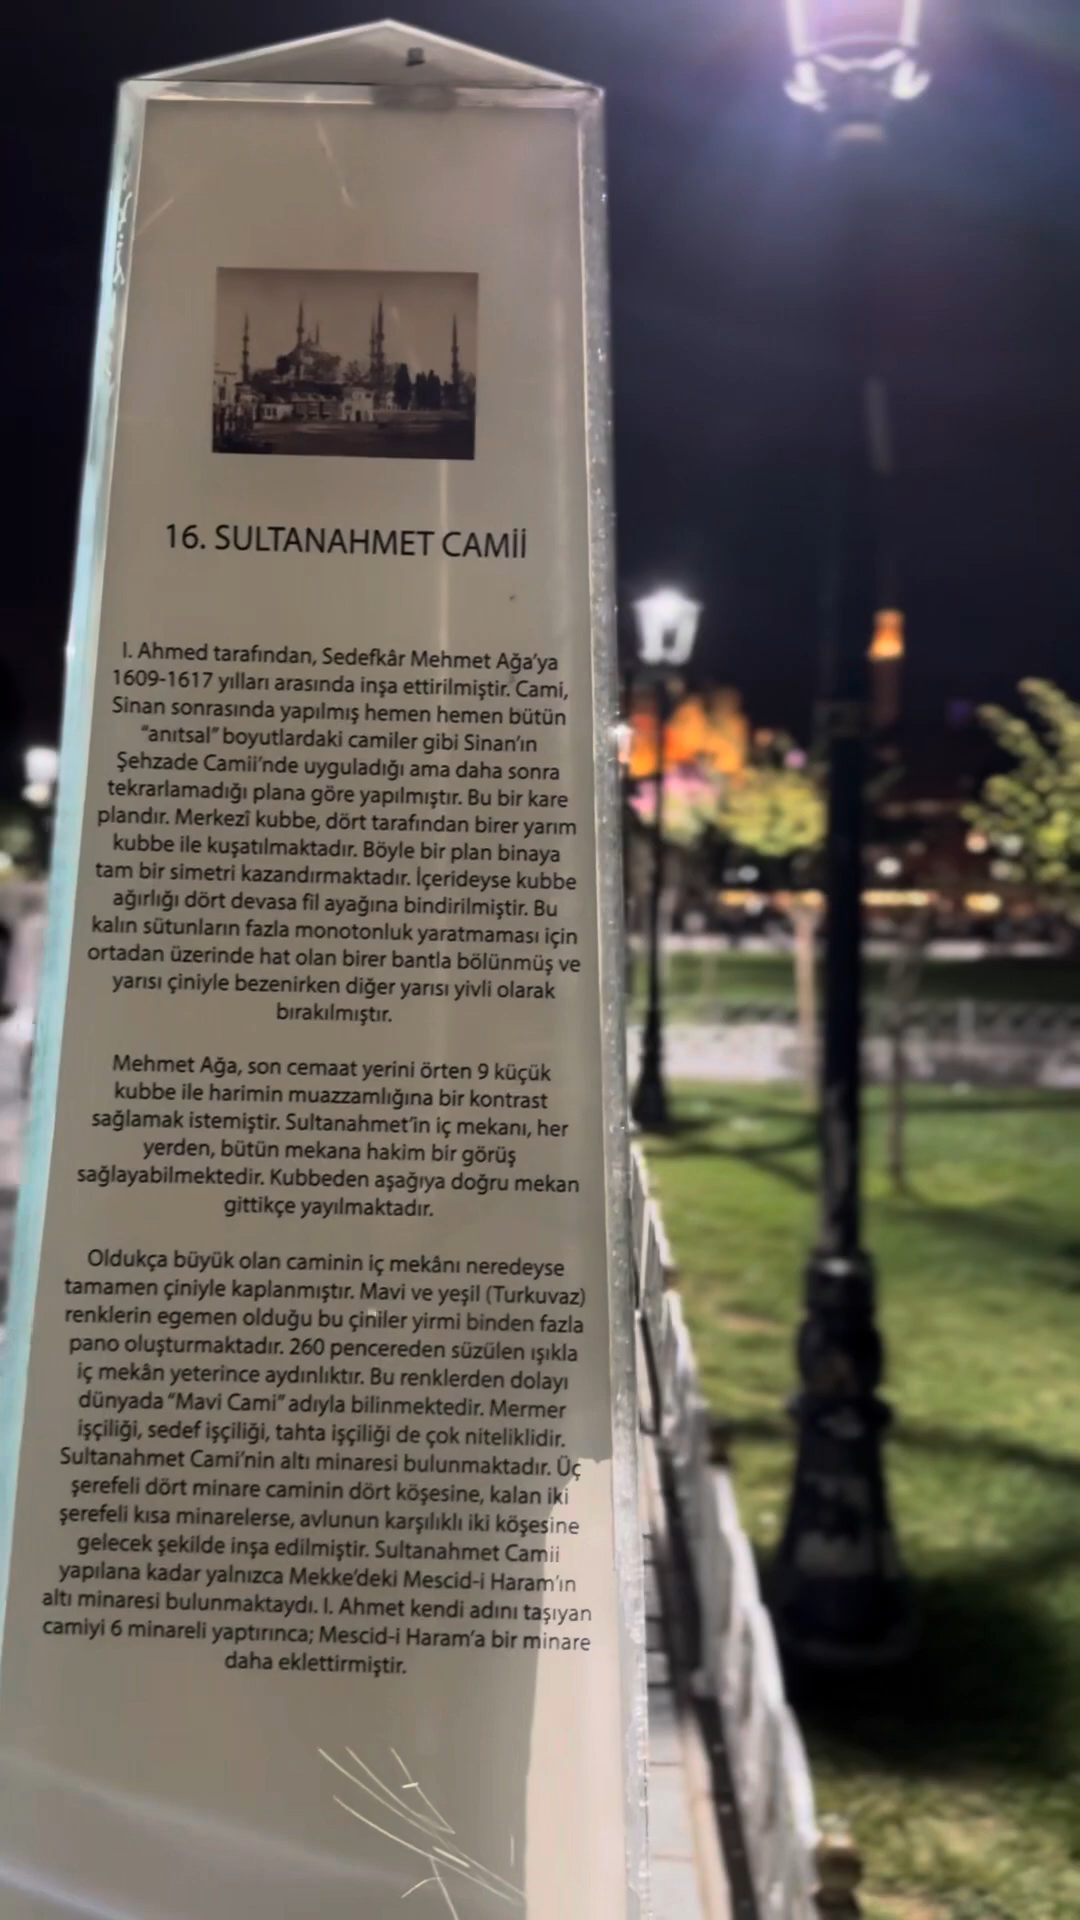 16. SULTANAHMET CAMİİ
I. Ahmed tarafından, Sedefkâr Mehmet Ağa'ya
1609-1617 yılları arasında inşa ettirilmiştir. Cami,
Sinan sonrasında yapılmış hemen hemen bütün
"anıtsal" boyutlardaki camiler gibi Sinan'ın
Şehzade Camii'nde uyguladığı ama daha sonra
tekrarlamadığı plana göre yapılmıştır. Bu bir kare
plandır. Merkezî kubbe, dört tarafından birer yarım
kubbe ile kuşatılmaktadır. Böyle bir plan binaya
tam bir simetri kazandırmaktadır. İçerideyse kubbe
ağırlığı dört devasa fil ayağına bindirilmiştir. Bu
kalın sütunların fazla monotonluk yaratmaması için
ortadan üzerinde hat olan birer bantla bölünmüş ve
yarısı çiniyle bezenirken diğer yarısı yivli olarak
bırakılmıştır.
Mehmet Ağa, son cemaat yerini örten 9 küçük
kubbe ile harimin muazzamlığına bir kontrast
sağlamak istemiştir. Sultanahmet'in iç mekanı, her
yerden, bütün mekana hakim bir görüş
sağlayabilmektedir. Kubbeden aşağıya doğru mekan
gittikçe yayılmaktadır.
Oldukça büyük olan caminin iç mekânı neredeyse
tamamen çiniyle kaplanmıştır. Mavi ve yeşil (Turkuvaz)
renklerin egemen olduğu bu çiniler yirmi binden fazla
pano oluşturmaktadır. 260 pencereden süzülen ışıkla
iç mekân yeterince aydınlıktır. Bu renklerden dolayı
dünyada "Mavi Cami" adıyla bilinmektedir. Mermer
işçiliği, sedef işçiliği, tahta işçiliği de çok niteliklidir.
Sultanahmet Cami'nin altı minaresi bulunmaktadır. Üç
şerefeli dört minare caminin dört köşesine, kalan iki
şerefeli kısa minarelerse, avlunun karşılıklı iki köşesine
gelecek şekilde inşa edilmiştir. Sultanahmet Camii
yapılana kadar yalnızca Mekke'deki Mescid-i Haram'ın
altı minaresi bulunmaktaydı. I. Ahmet kendi adını taşıyan
camiyi 6 minareli yaptırınca; Mescid-i Haram'a bir minare
daha eklettirmiştir.